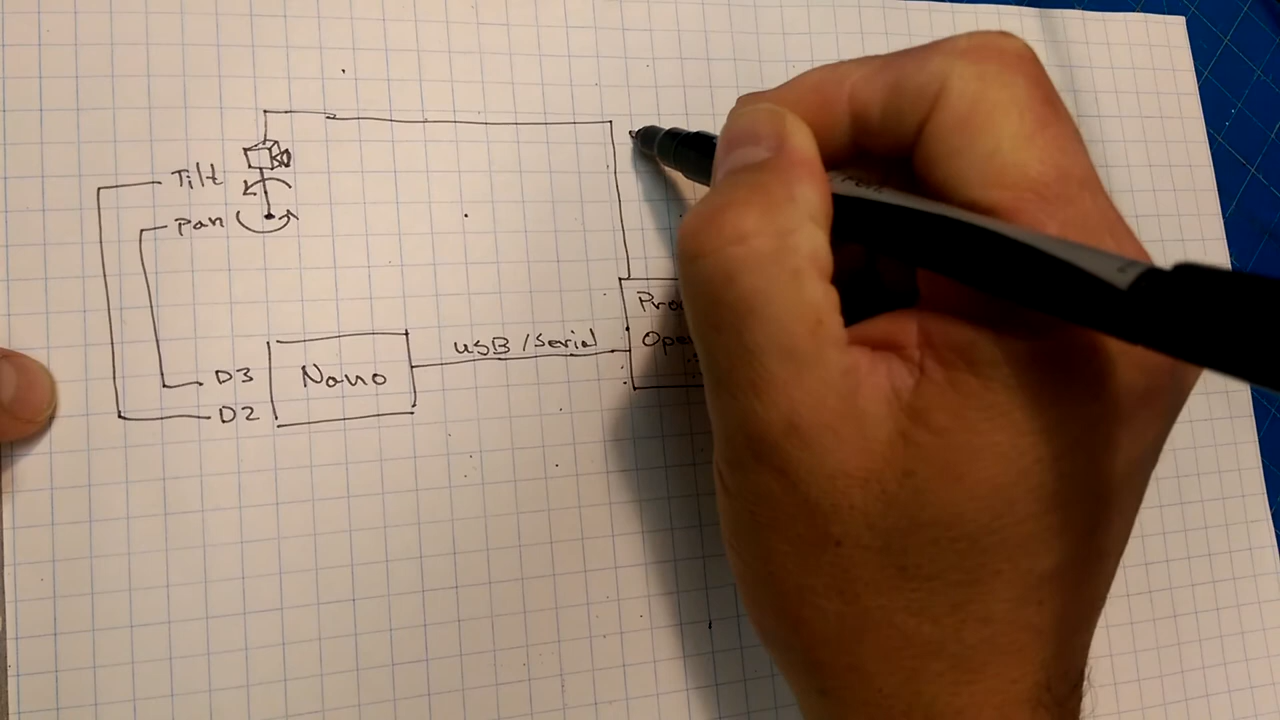 Tilt
Pan
USB/Serial
D3
D2
Nano